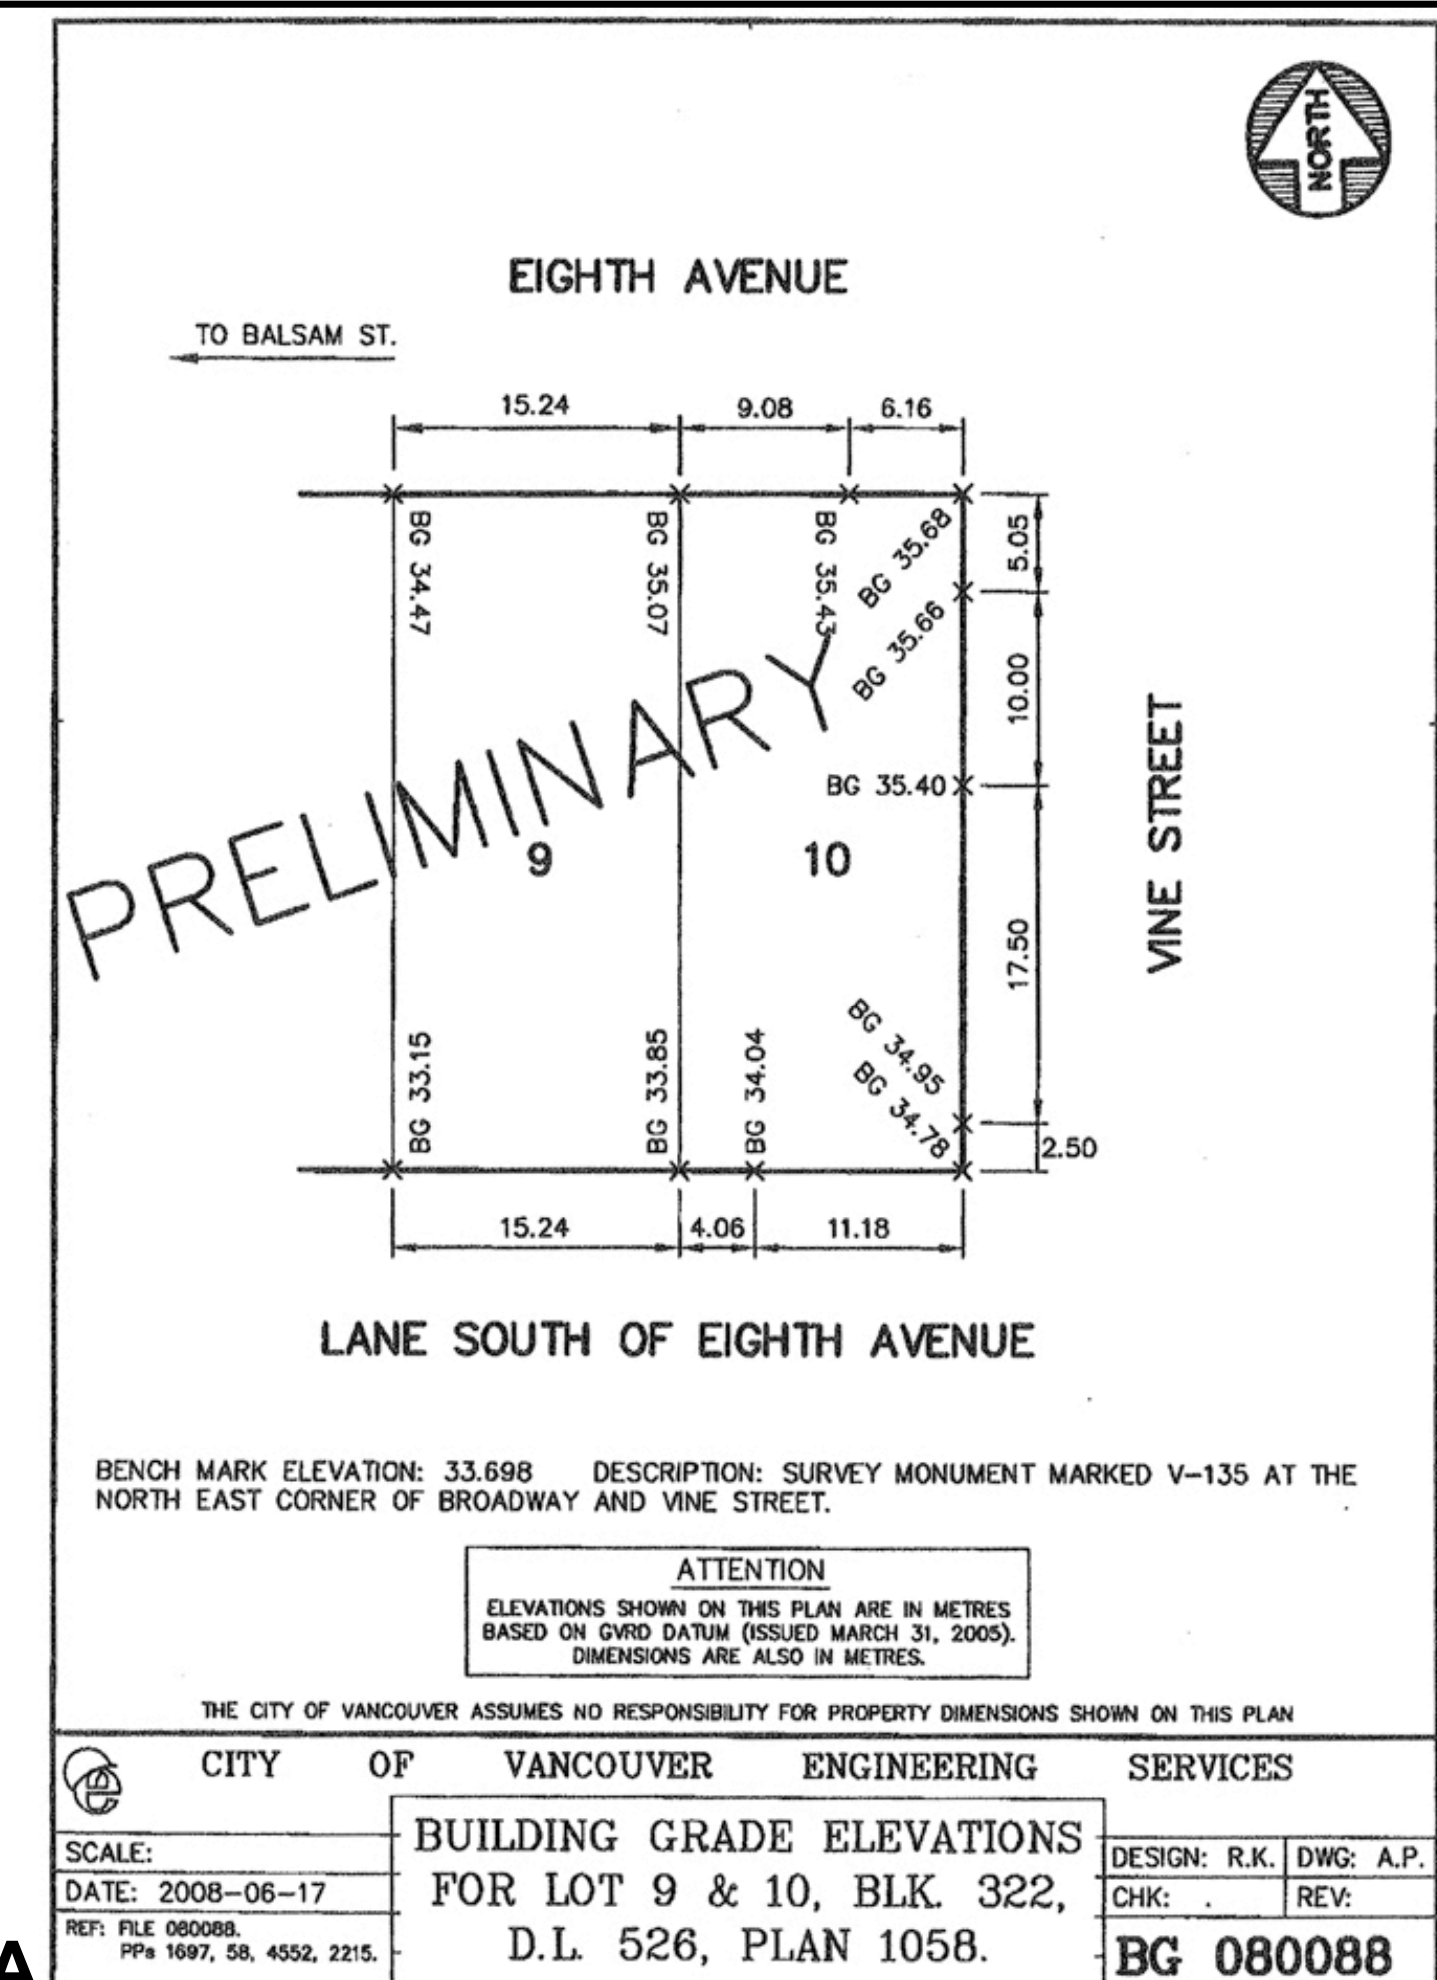 NORTH
EIGHTH AVENUE
TO BALSAM ST.
15.24
9.08
6.16
BG 34.47
BG 35.07
BG 35.43
BG 35.68
BG 35.66
5.05
10.00
BG 35.40
PRELIMINARY
9
10
VINE STREET
17.50
BG 33.15
BG 33.85
BG 34.04
BG 34.95
BG 34.78
2.50
15.24
4.06
11.18
LANE SOUTH OF EIGHTH AVENUE
BENCH MARK ELEVATION: 33.698 DESCRIPTION: SURVEY MONUMENT MARKED V-135 AT THE
NORTH EAST CORNER OF BROADWAY AND VINE STREET.
ATTENTION
ELEVATIONS SHOWN ON THIS PLAN ARE IN METRES
BASED ON GVRD DATUM (ISSUED MARCH 31, 2005).
DIMENSIONS ARE ALSO IN METRES.
THE CITY OF VANCOUVER ASSUMES NO RESPONSIBILITY FOR PROPERTY DIMENSIONS SHOWN ON THIS PLAN
CITY OF VANCOUVER ENGINEERING SERVICES
SCALE:
DATE: 2008-06-17
REF: FILE 080088.
PPs 1697, 58, 4552, 2215.
BUILDING GRADE ELEVATIONS
FOR LOT 9 & 10, BLK. 322,
D.L. 526, PLAN 1058.
DESIGN: R.K.
DWG: A.P.
CHK: .
REV:
BG 080088
A